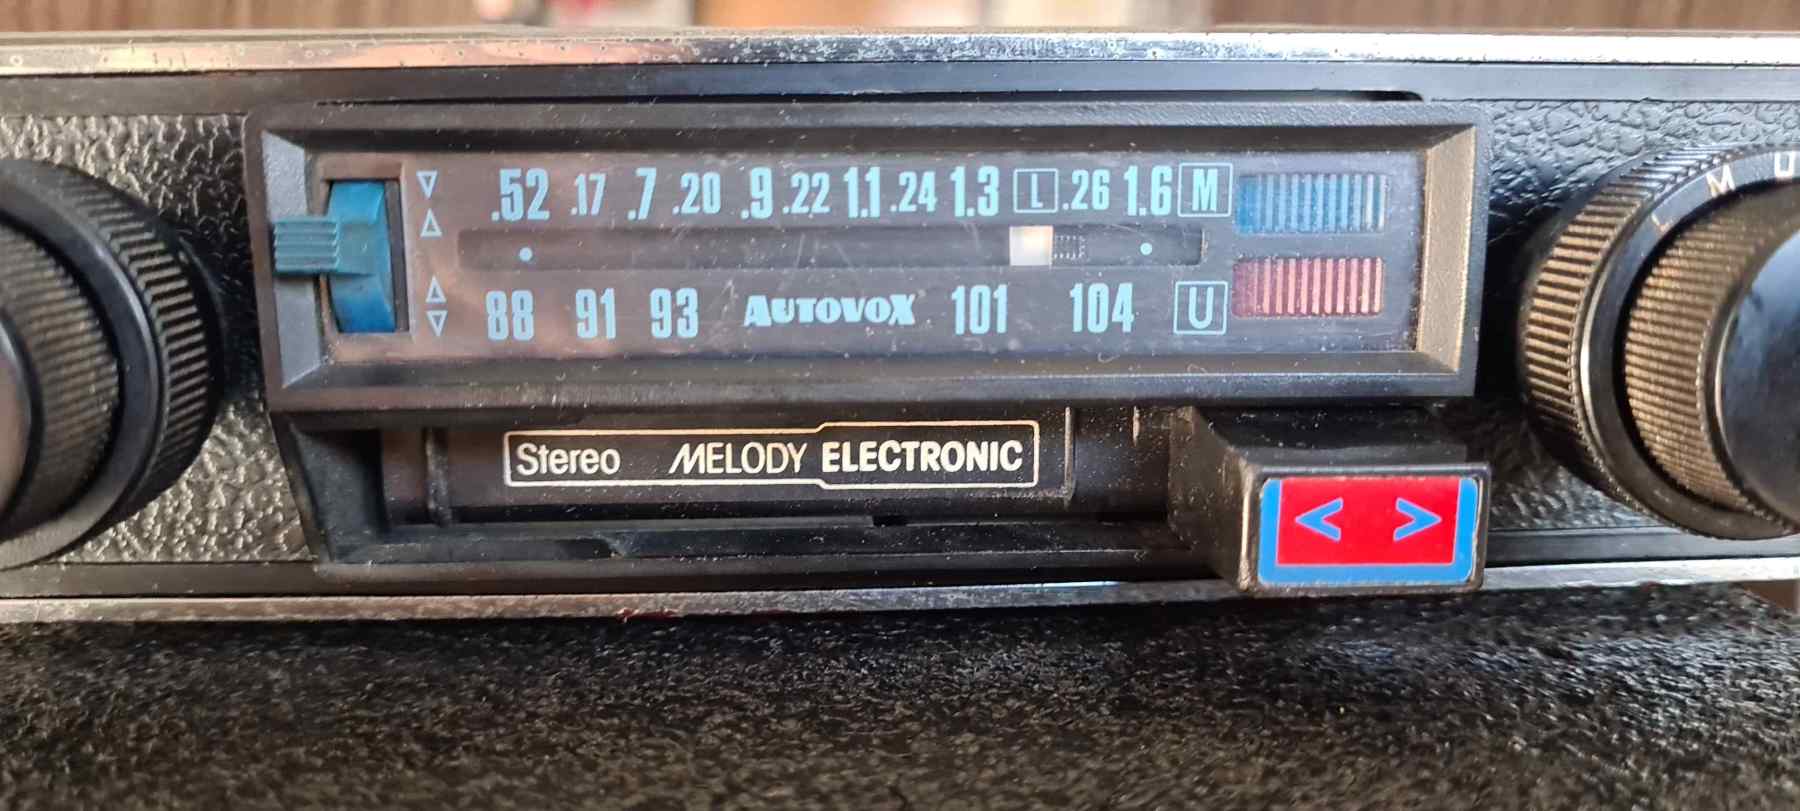 .52 .17 .7 .20 .9 .22 1.1 .24 1.3 L .26 1.6 M
88 91 93 AUTOVOX 101 104 U
Stereo MELODY ELECTRONIC
< >
L M U